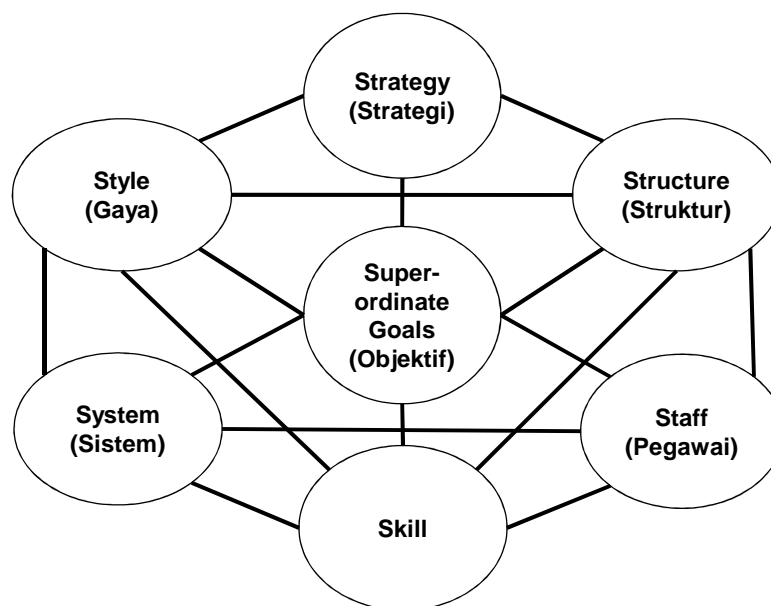 Strategy
(Strategi)
Style
(Gaya)
Structure
(Struktur)
Super-
ordinate
Goals
(Objektif)
System
(Sistem)
Staff
(Pegawai)
Skill